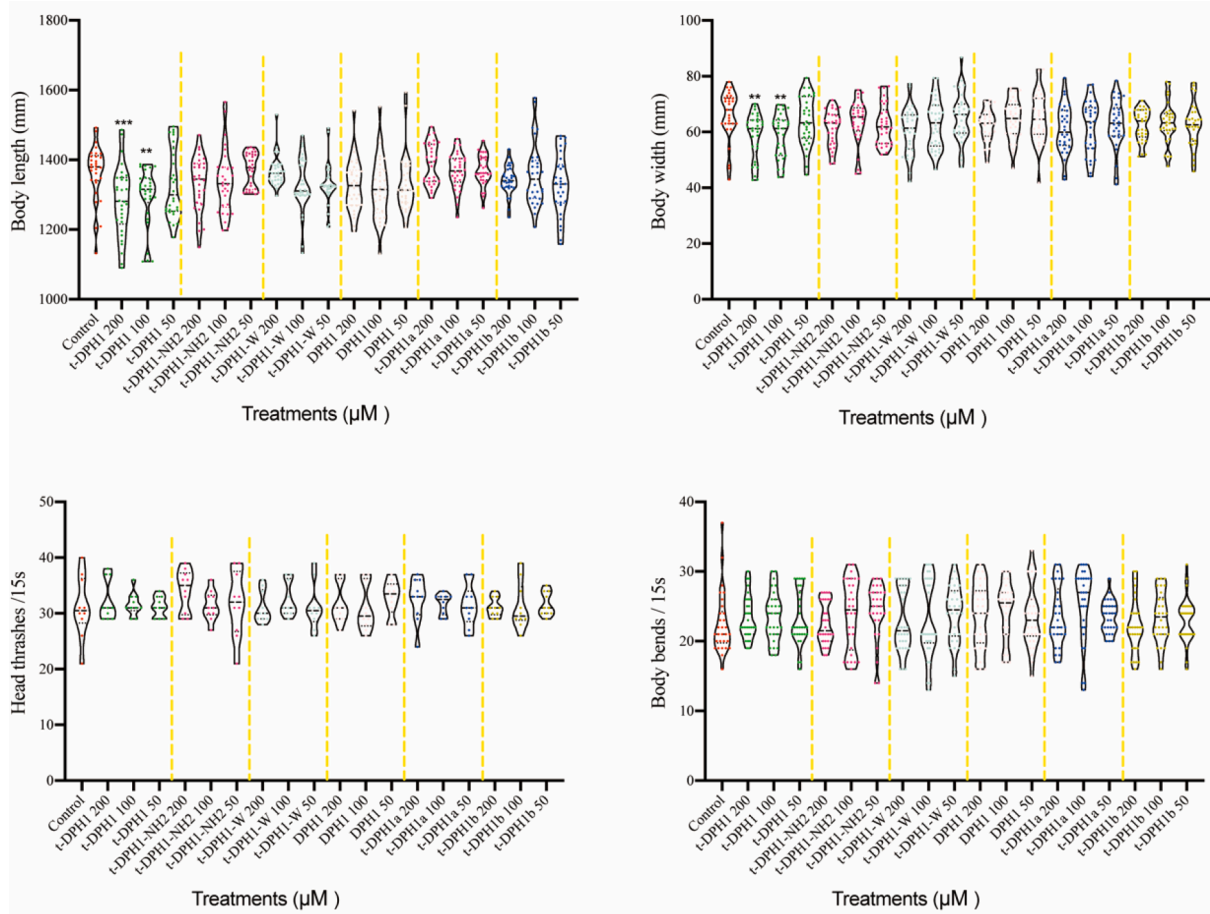 1800
1600
1400
1200
1000
Body length (mm)
***
**
Control
t-DPH1 200
t-DPH1 100
t-DPH1 50
t-DPH1-NH2 200
t-DPH1-NH2 100
t-DPH1-NH2 50
t-DPH1-W 200
t-DPH1-W 100
t-DPH1-W 50
DPH1 200
DPH1100
DPH1 50
t-DPH1a 200
t-DPH1a 100
t-DPH1a 50
t-DPH1b 200
t-DPH1b 100
t-DPH1b 50
Treatments (μM )
100
80
60
40
20
0
Body width (mm)
**
**
Control
t-DPH1 200
t-DPH1 100
t-DPH1 50
t-DPH1-NH2 200
t-DPH1-NH2 100
t-DPH1-NH2 50
t-DPH1-W 200
t-DPH1-W 100
t-DPH1-W 50
DPH1 200
DPH1 100
DPH1 50
t-DPH1a 200
t-DPH1a 100
t-DPH1a 50
t-DPH1b 200
t-DPH1b 100
t-DPH1b 50
Treatments (μM )
50
40
30
20
10
0
Head thrashes /15s
Control
t-DPH1 200
t-DPH1 100
t-DPH1 50
t-DPH1-NH2 200
t-DPH1-NH2 100
t-DPH1-NH2 50
t-DPH1-W 200
t-DPH1-W 100
t-DPH1-W 50
DPH1 200
DPH1 100
DPH1 50
t-DPH1a 200
t-DPH1a 100
t-DPH1a 50
t-DPH1b 200
t-DPH1b 100
t-DPH1b 50
Treatments (μM )
40
30
20
10
0
Body bends / 15s
Control
t-DPH1 200
t-DPH1 100
t-DPH1 50
t-DPH1-NH2 200
t-DPH1-NH2 100
t-DPH1-NH2 50
t-DPH1-W 200
t-DPH1-W 100
t-DPH1-W 50
DPH1 200
DPH1 100
DPH1 50
t-DPH1a 200
t-DPH1a 100
t-DPH1a 50
t-DPH1b 200
t-DPH1b 100
t-DPH1b 50
Treatments (μM )